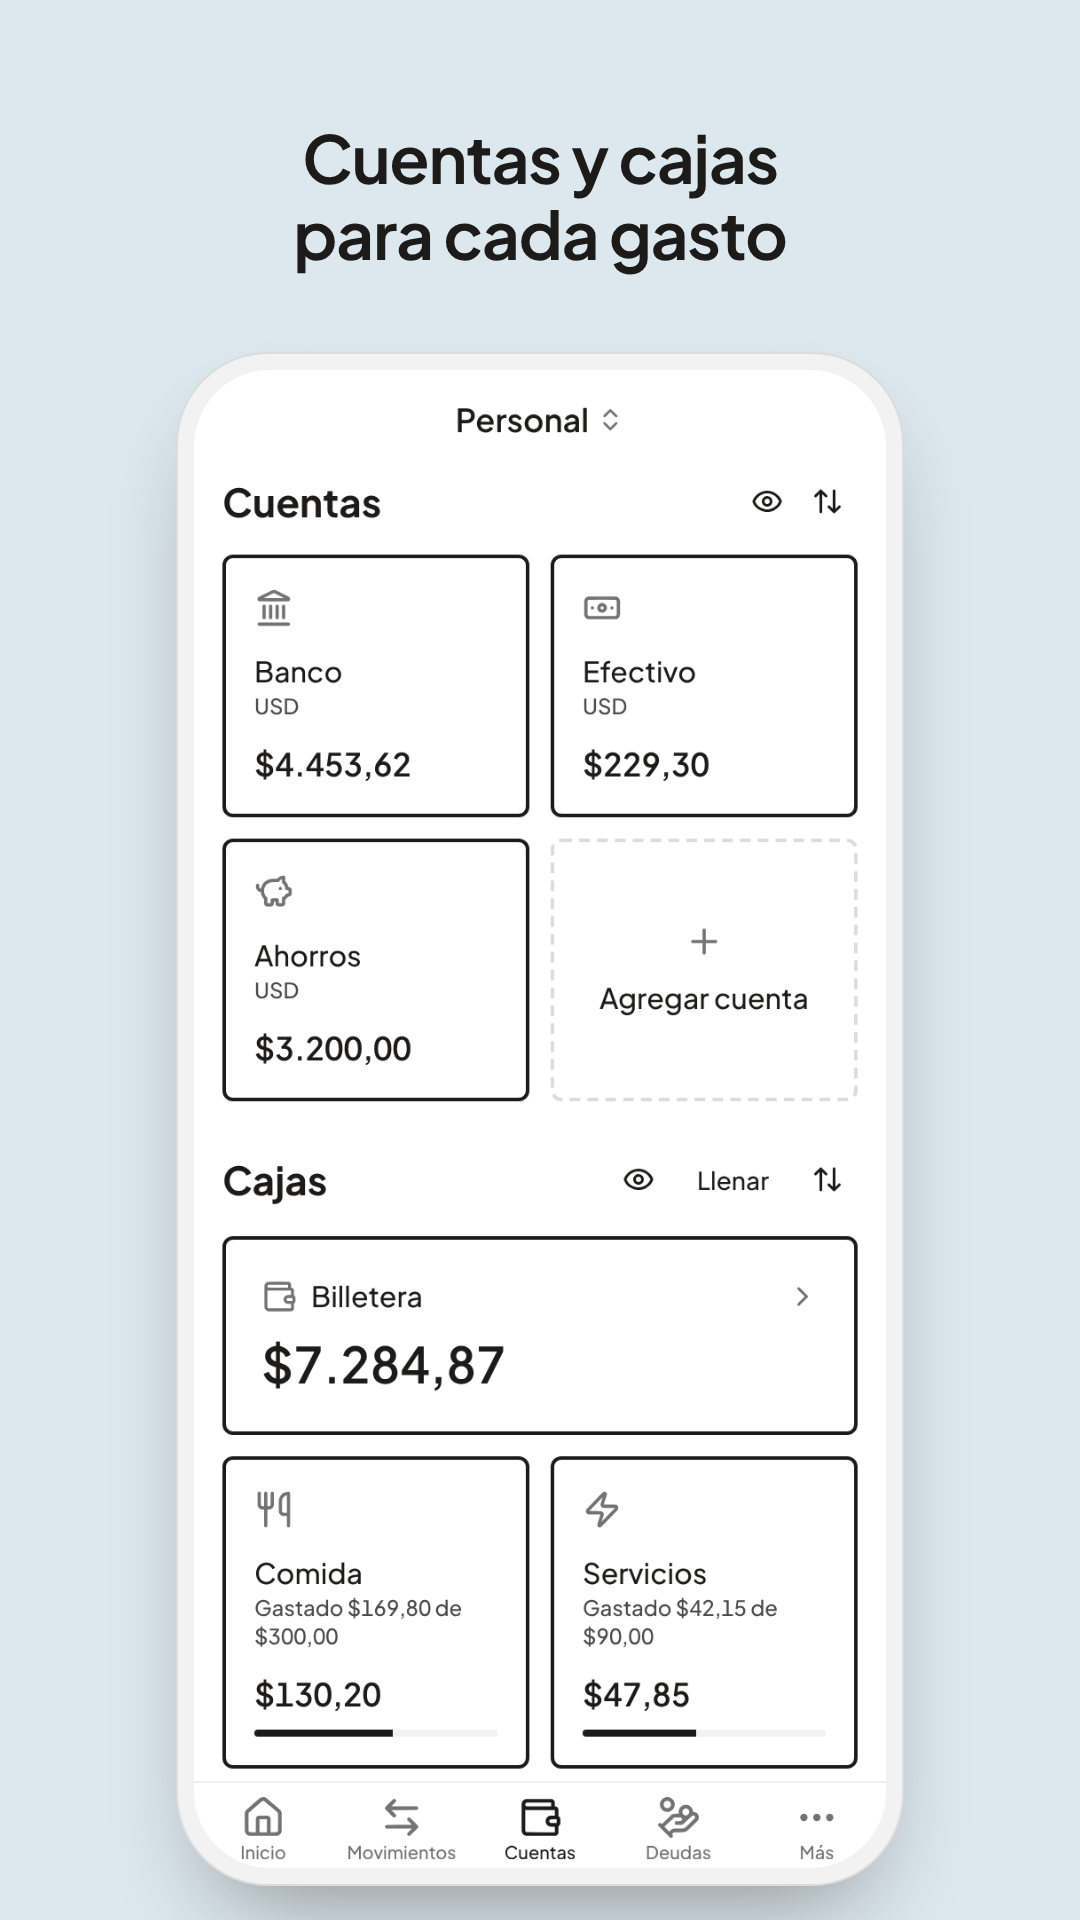 Cuentas y cajas
para cada gasto
Personal
Cuentas
Banco
USD
$4.453,62
Efectivo
USD
$229,30
Ahorros
USD
$3.200,00
Agregar cuenta
Cajas
Llenar
Billetera
$7.284,87
Comida
Gastado $169,80 de
$300,00
$130,20
Servicios
Gastado $42,15 de
$90,00
$47,85
Inicio
Movimientos
Cuentas
Deudas
Más